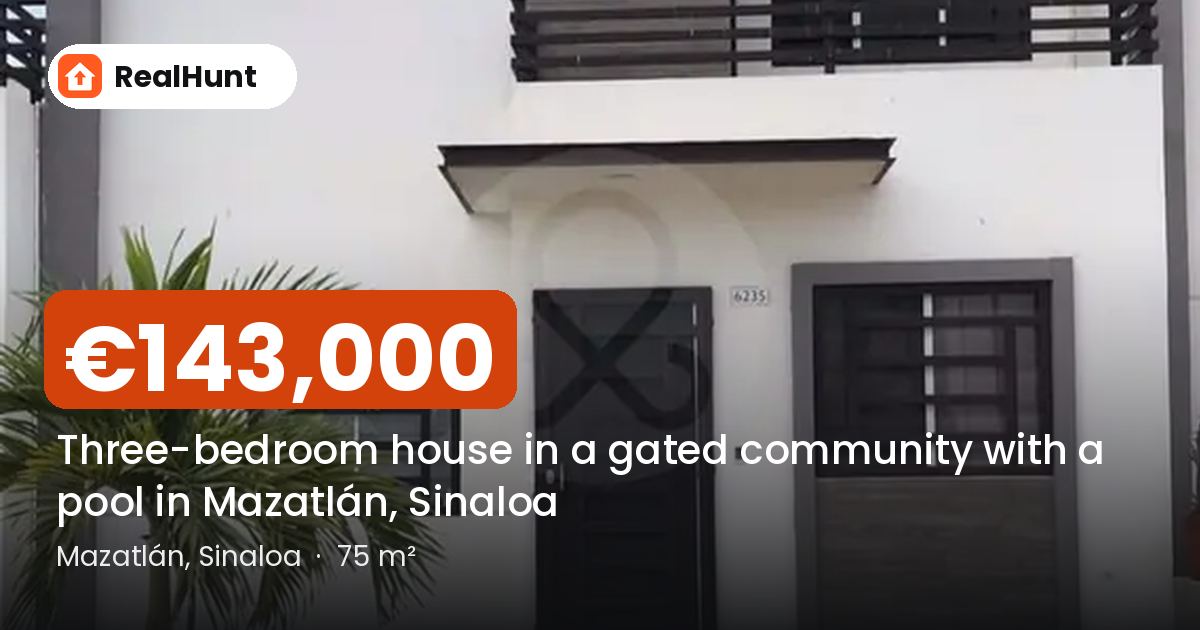 RealHunt
6235
€143,000
Three-bedroom house in a gated community with a
pool in Mazatlán, Sinaloa
Mazatlán, Sinaloa · 75 m²